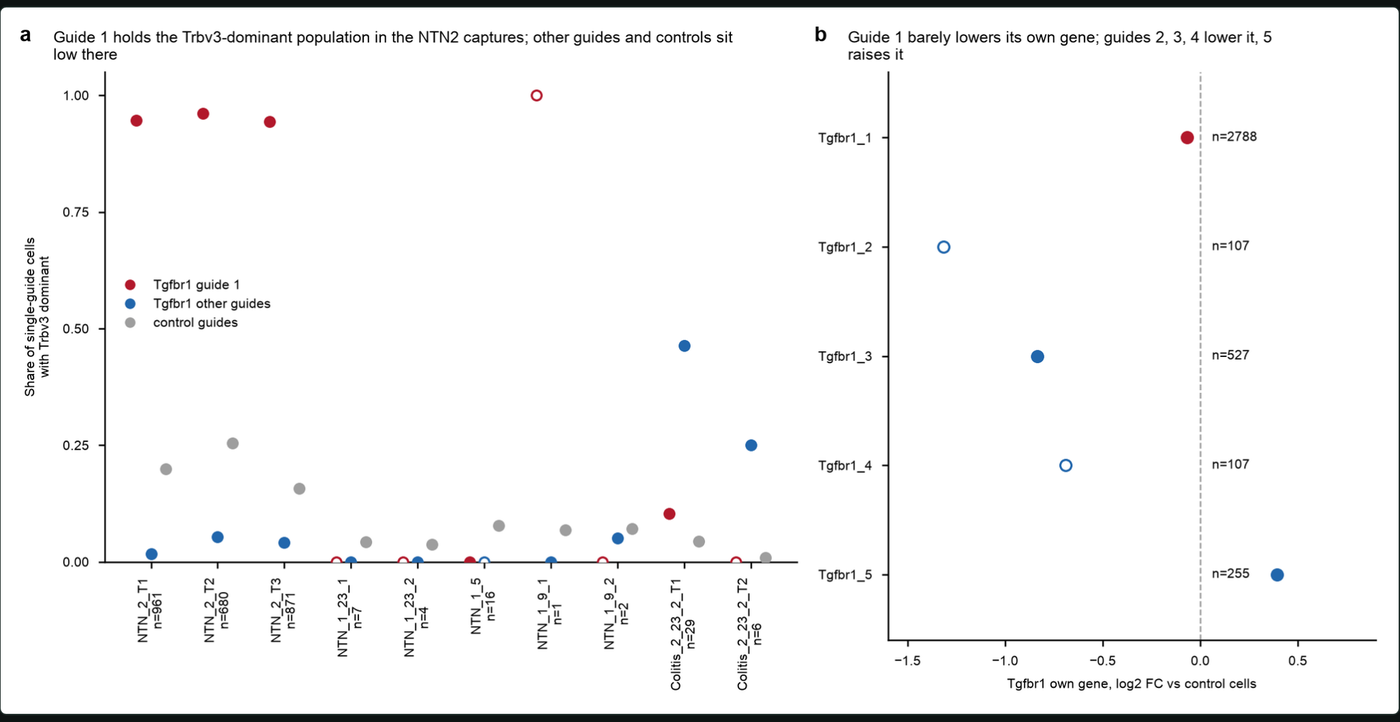 a
Guide 1 holds the Trbv3-dominant population in the NTN2 captures; other guides and controls sit
low there
1.00
0.75
0.50
0.25
0.00
Share of single-guide cells
with Trbv3 dominant
Tgfbr1 guide 1
Tgfbr1 other guides
control guides
NTN_2_T1
n=961
NTN_2_T2
n=680
NTN_2_T3
n=871
NTN_1_23_1
n=7
NTN_1_23_2
n=4
NTN_1_5
n=16
NTN_1_9_1
n=1
NTN_1_9_2
n=2
Colitis_2_23_2_T1
n=29
Colitis_2_23_2_T2
n=6
b
Guide 1 barely lowers its own gene; guides 2, 3, 4 lower it, 5
raises it
Tgfbr1_1
n=2788
Tgfbr1_2
n=107
Tgfbr1_3
n=527
Tgfbr1_4
n=107
Tgfbr1_5
n=255
−1.5
−1.0
−0.5
0.0
0.5
Tgfbr1 own gene, log2 FC vs control cells